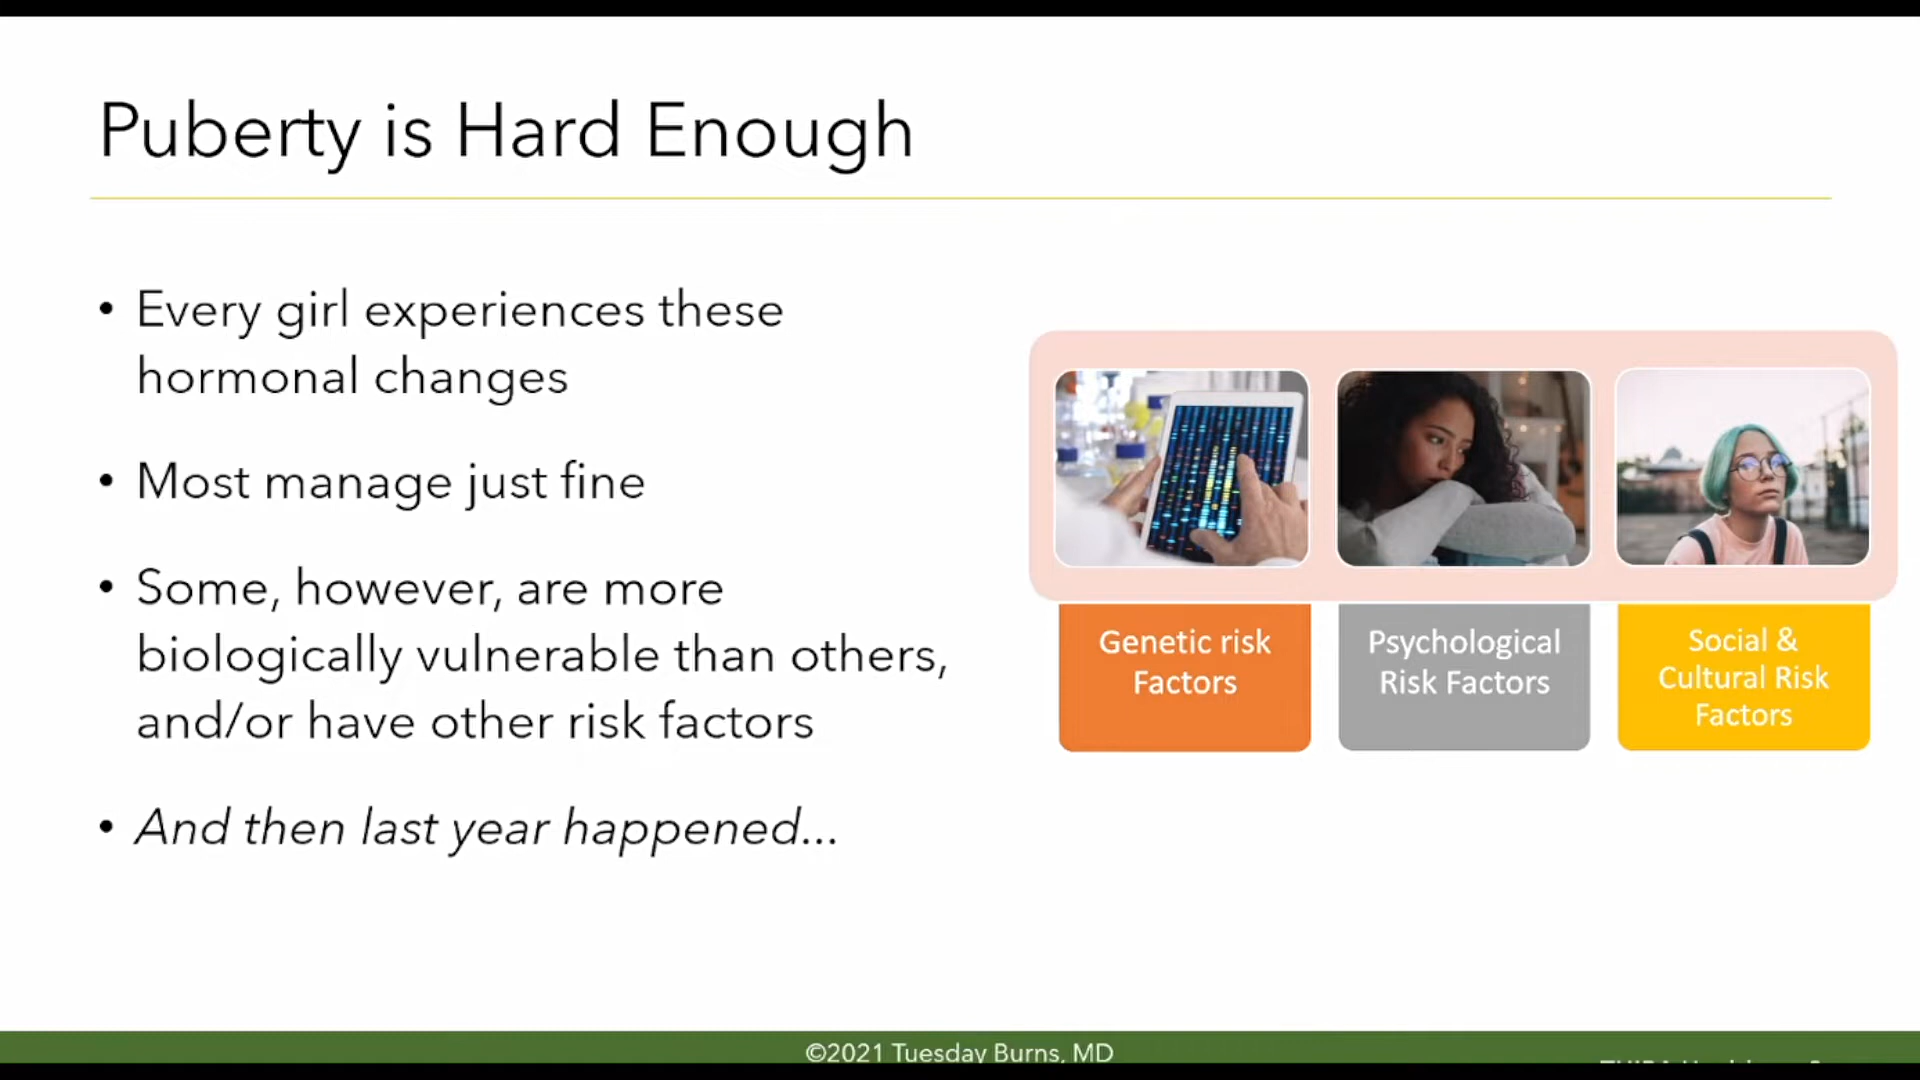 Puberty is Hard Enough
• Every girl experiences these
hormonal changes
• Most manage just fine
• Some, however, are more
biologically vulnerable than others,
and/or have other risk factors
• And then last year happened...
Genetic risk
Factors
Psychological
Risk Factors
Social &
Cultural Risk
Factors
©2021 Tuesday Burns, MD